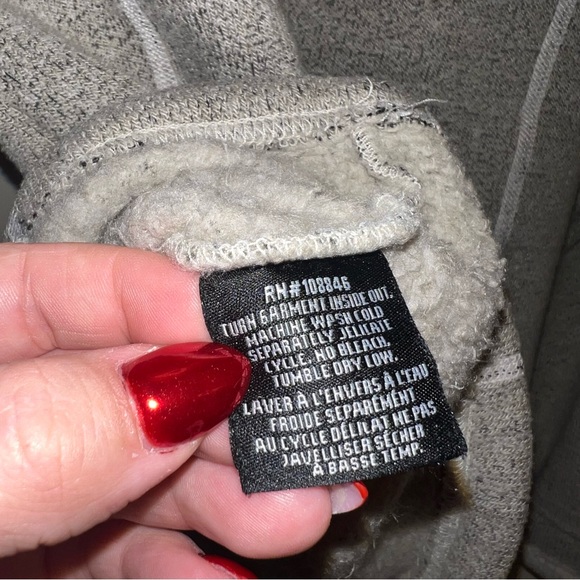 RN#108846
TURN GARMENT INSIDE OUT,
MACHINE WASH COLD
SEPARATELY DELICATE
CYCLE. NO BLEACH.
TUMBLE DRY LOW.
LAVER À L'ENVERS À L'EAU
FROIDE SEPARÉMENT
AU CYCLE DÉLICAT NE PAS
JAVELLISER SÉCHER
À BASSE TEMP.